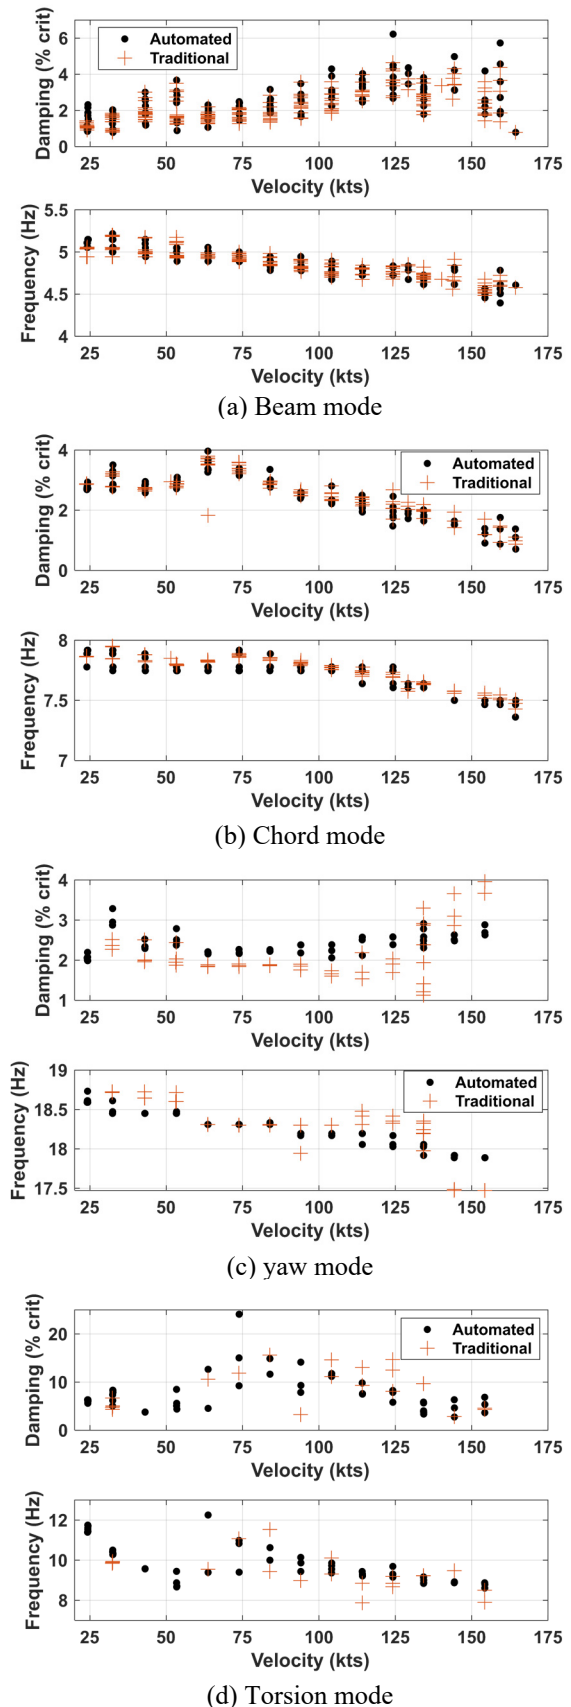 Damping (% crit)
6
4
2
0
Automated
Traditional
25 50 75 100 125 150 175
Velocity (kts)
Frequency (Hz)
5.5
5
4.5
4
25 50 75 100 125 150 175
Velocity (kts)
(a) Beam mode
Damping (% crit)
4
2
0
Automated
Traditional
25 50 75 100 125 150 175
Velocity (kts)
Frequency (Hz)
8
7.5
7
25 50 75 100 125 150 175
Velocity (kts)
(b) Chord mode
Damping (% crit)
4
3
2
1
25 50 75 100 125 150 175
Velocity (kts)
Frequency (Hz)
19
18.5
18
17.5
Automated
Traditional
25 50 75 100 125 150 175
Velocity (kts)
(c) yaw mode
Damping (% crit)
20
10
0
Automated
Traditional
25 50 75 100 125 150 175
Velocity (kts)
Frequency (Hz)
12
10
8
25 50 75 100 125 150 175
Velocity (kts)
(d) Torsion mode